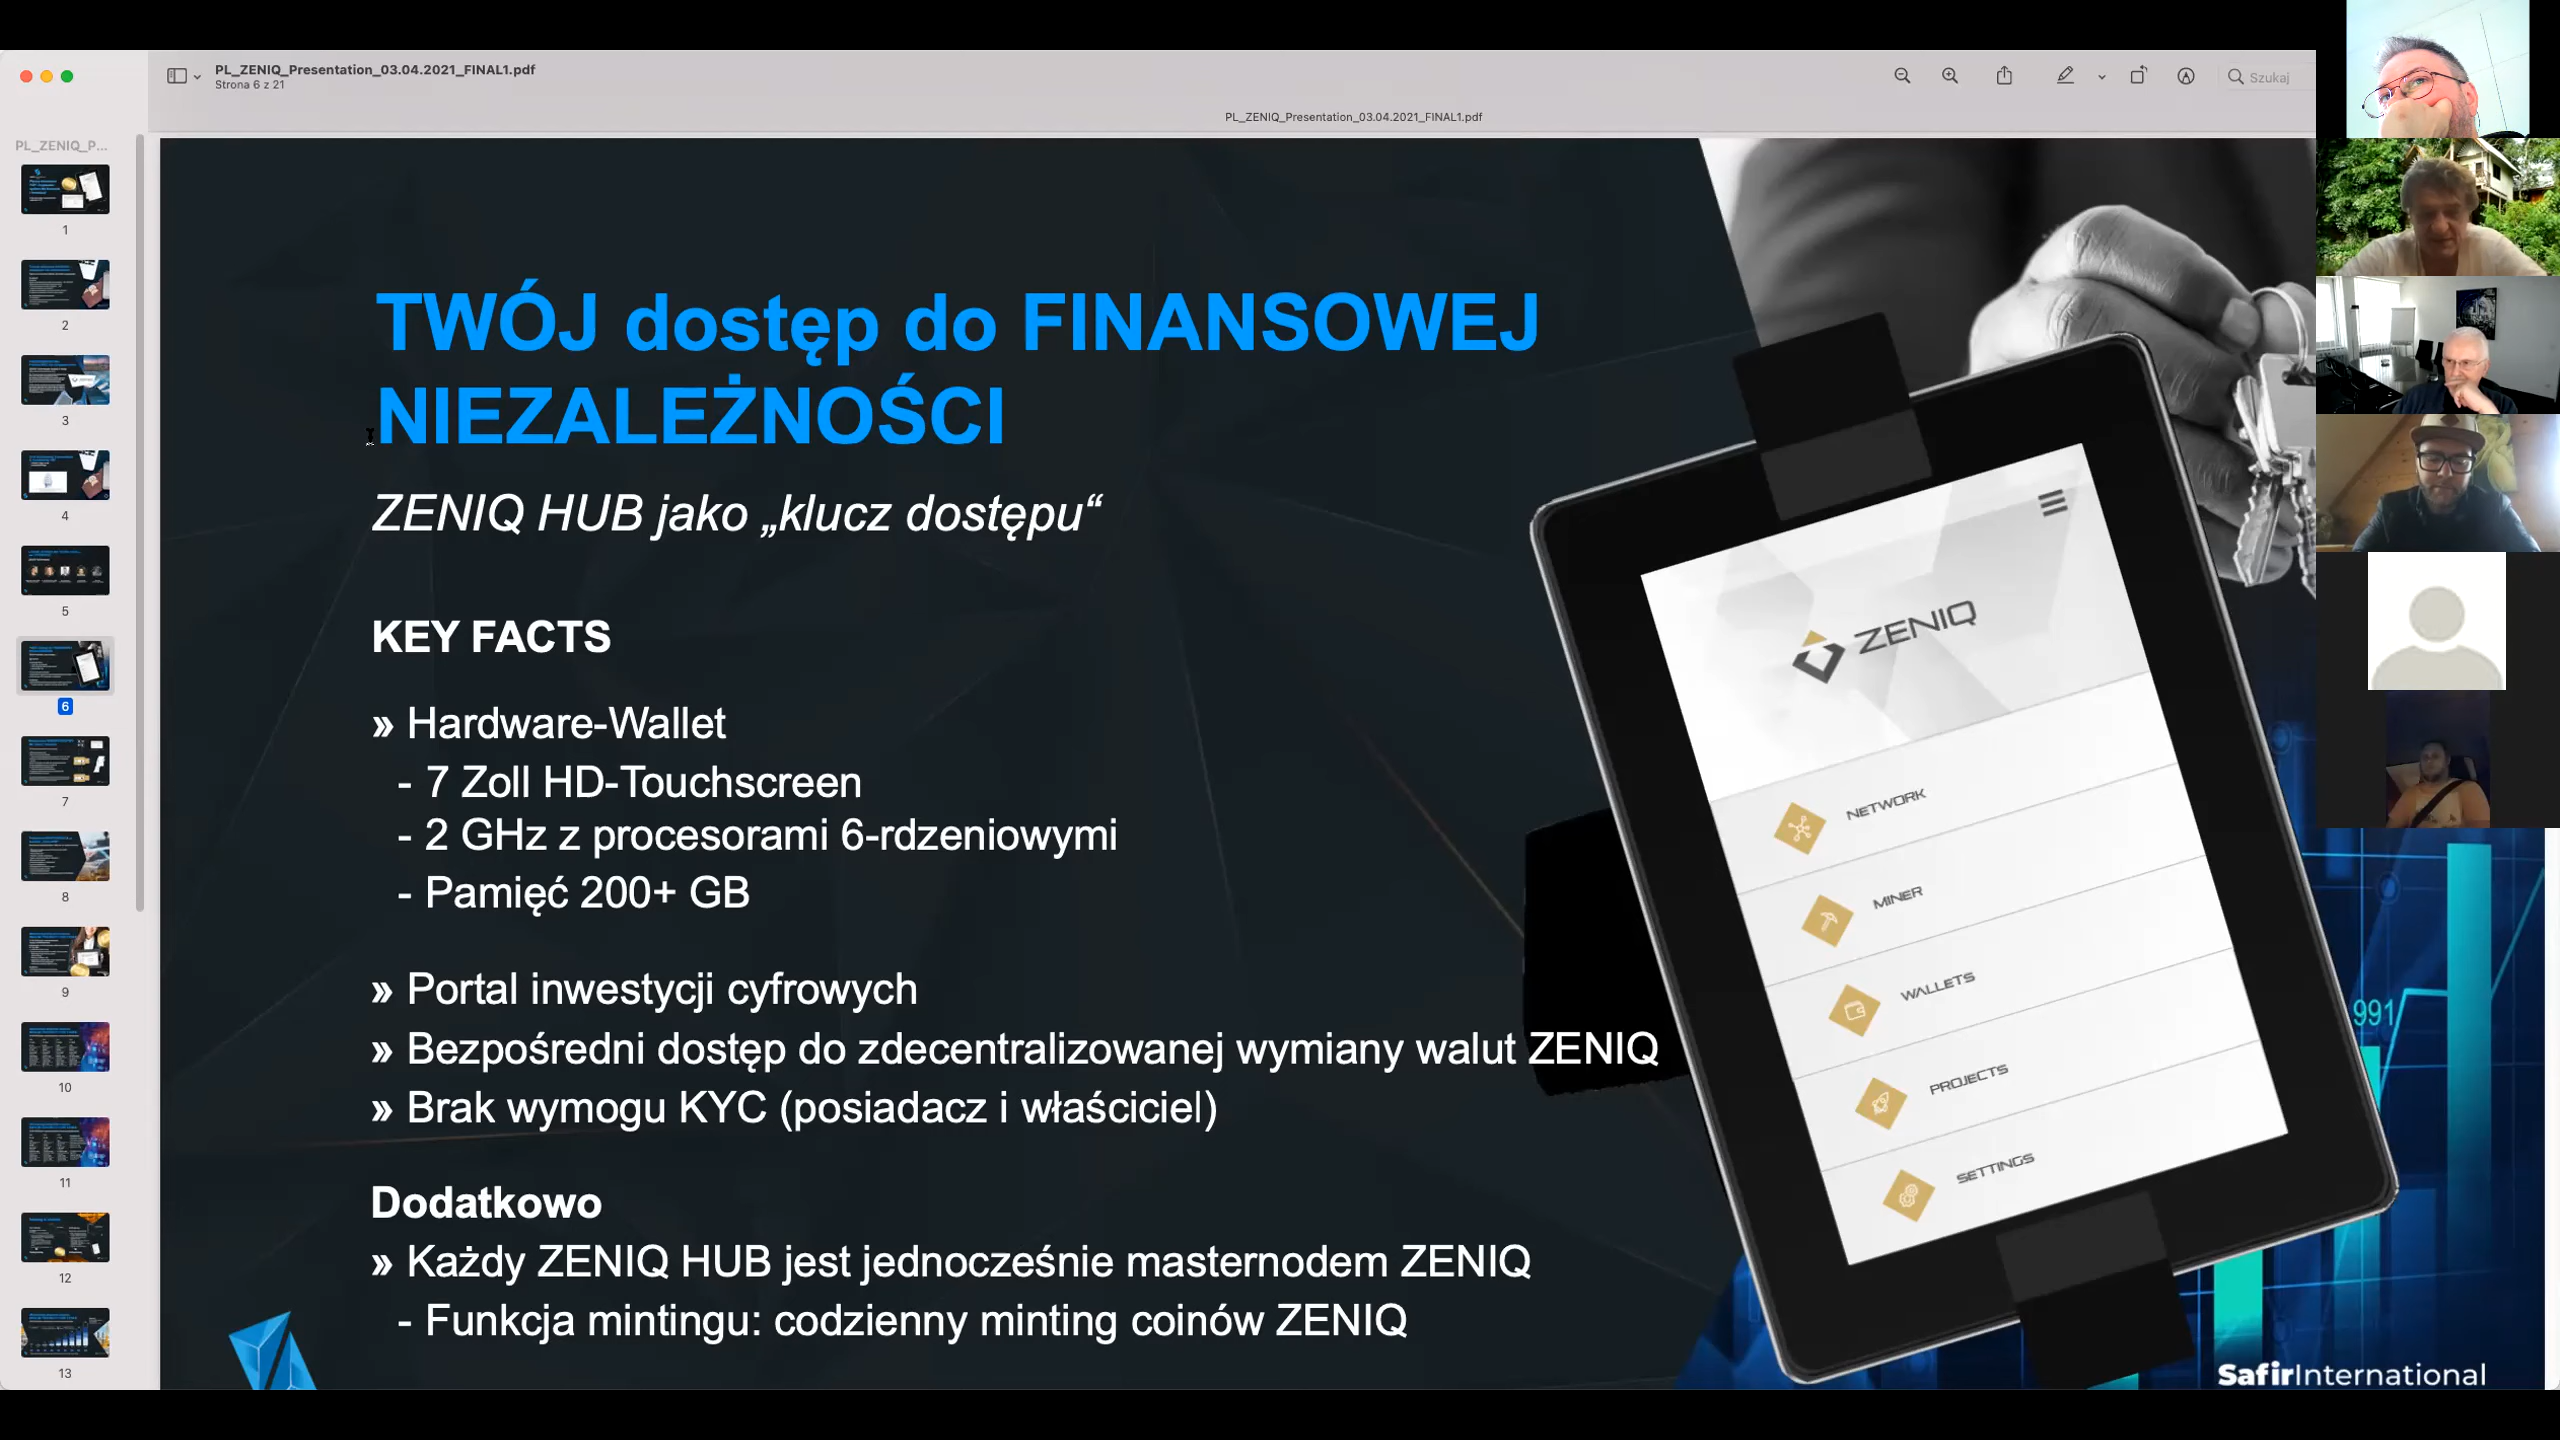 PL_ZENIQ_Presentation_03.04.2021_FINAL1.pdf
Strona 6 z 21
Szukaj
PL_ZENIQ_Presentation_03.04.2021_FINAL1.pdf
PL_ZENIQ_P...
1
2
3
4
5
6
7
8
9
10
11
12
13
TWÓJ dostęp do FINANSOWEJ
NIEZALEŻNOŚCI
ZENIQ HUB jako „klucz dostępu“
KEY FACTS
» Hardware-Wallet
- 7 Zoll HD-Touchscreen
- 2 GHz z procesorami 6-rdzeniowymi
- Pamięć 200+ GB
» Portal inwestycji cyfrowych
» Bezpośredni dostęp do zdecentralizowanej wymiany walut ZENIQ
» Brak wymogu KYC (posiadacz i właściciel)
Dodatkowo
» Każdy ZENIQ HUB jest jednocześnie masternodem ZENIQ
- Funkcja mintingu: codzienny minting coinów ZENIQ
ZENIQ
NETWORK
MINER
WALLETS
PROJECTS
SETTINGS
991
SafirInternational